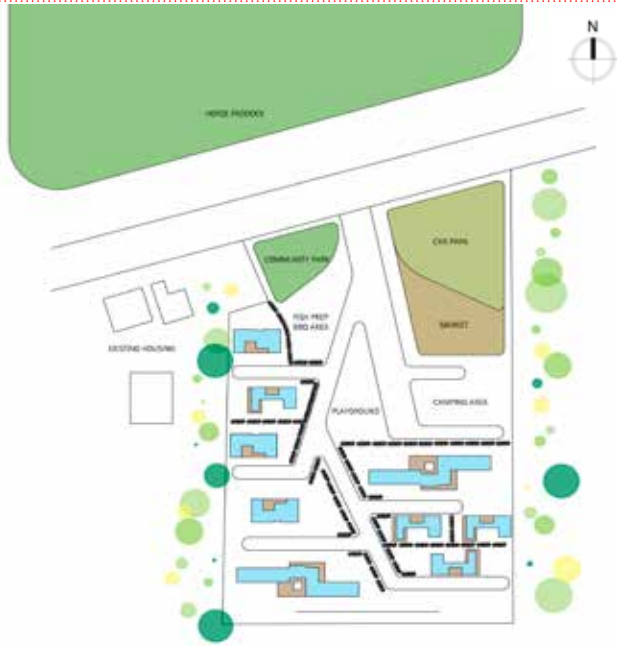 N
HORSE PADDOCK
CAR PARK
COMMUNITY PARK
FISH PREP
BBQ AREA
MARKET
EXISTING HOUSING
PLAYGROUND
CAMPING AREA